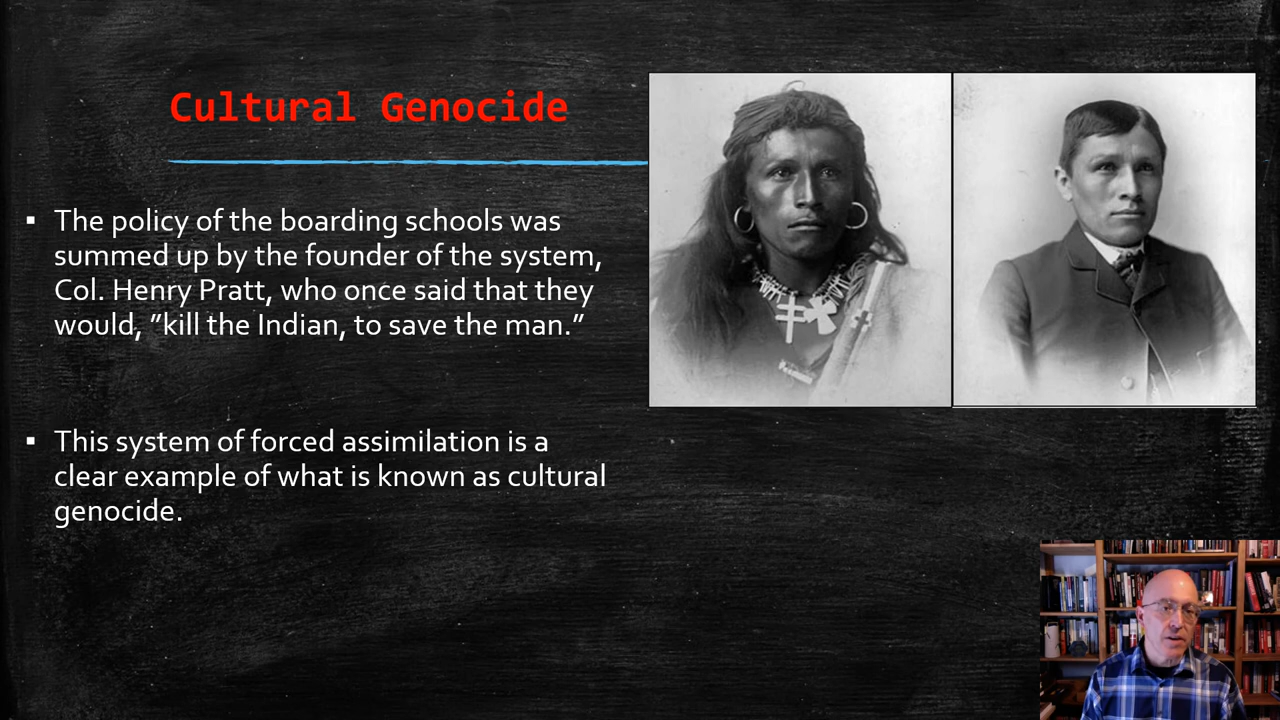 Cultural Genocide
▪ The policy of the boarding schools was
summed up by the founder of the system,
Col. Henry Pratt, who once said that they
would, ”kill the Indian, to save the man.”
▪ This system of forced assimilation is a
clear example of what is known as cultural
genocide.